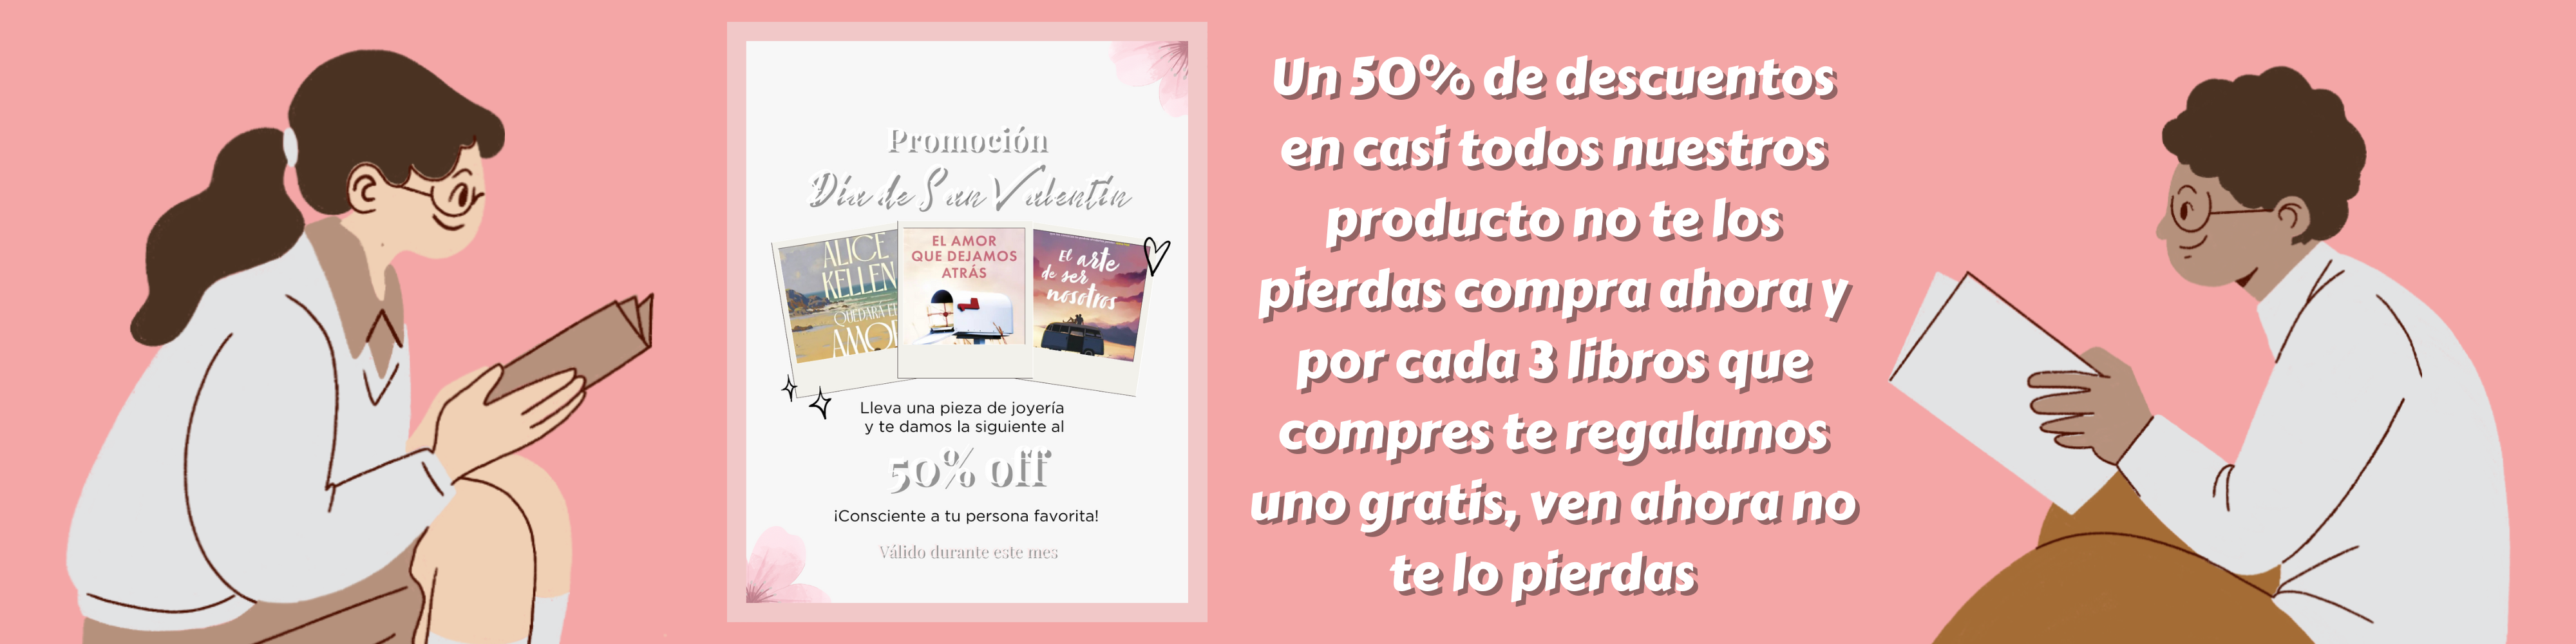 Promoción
Día de San Valentín
ALICE
KELLEN
QUEDARÁ EL
AMOR
EL AMOR
QUE DEJAMOS
ATRÁS
El arte
de ser
nosotros
Lleva una pieza de joyería
y te damos la siguiente al
50% off
¡Consciente a tu persona favorita!
Válido durante este mes
Un 50% de descuentos
en casi todos nuestros
producto no te los
pierdas compra ahora y
por cada 3 libros que
compres te regalamos
uno gratis, ven ahora no
te lo pierdas